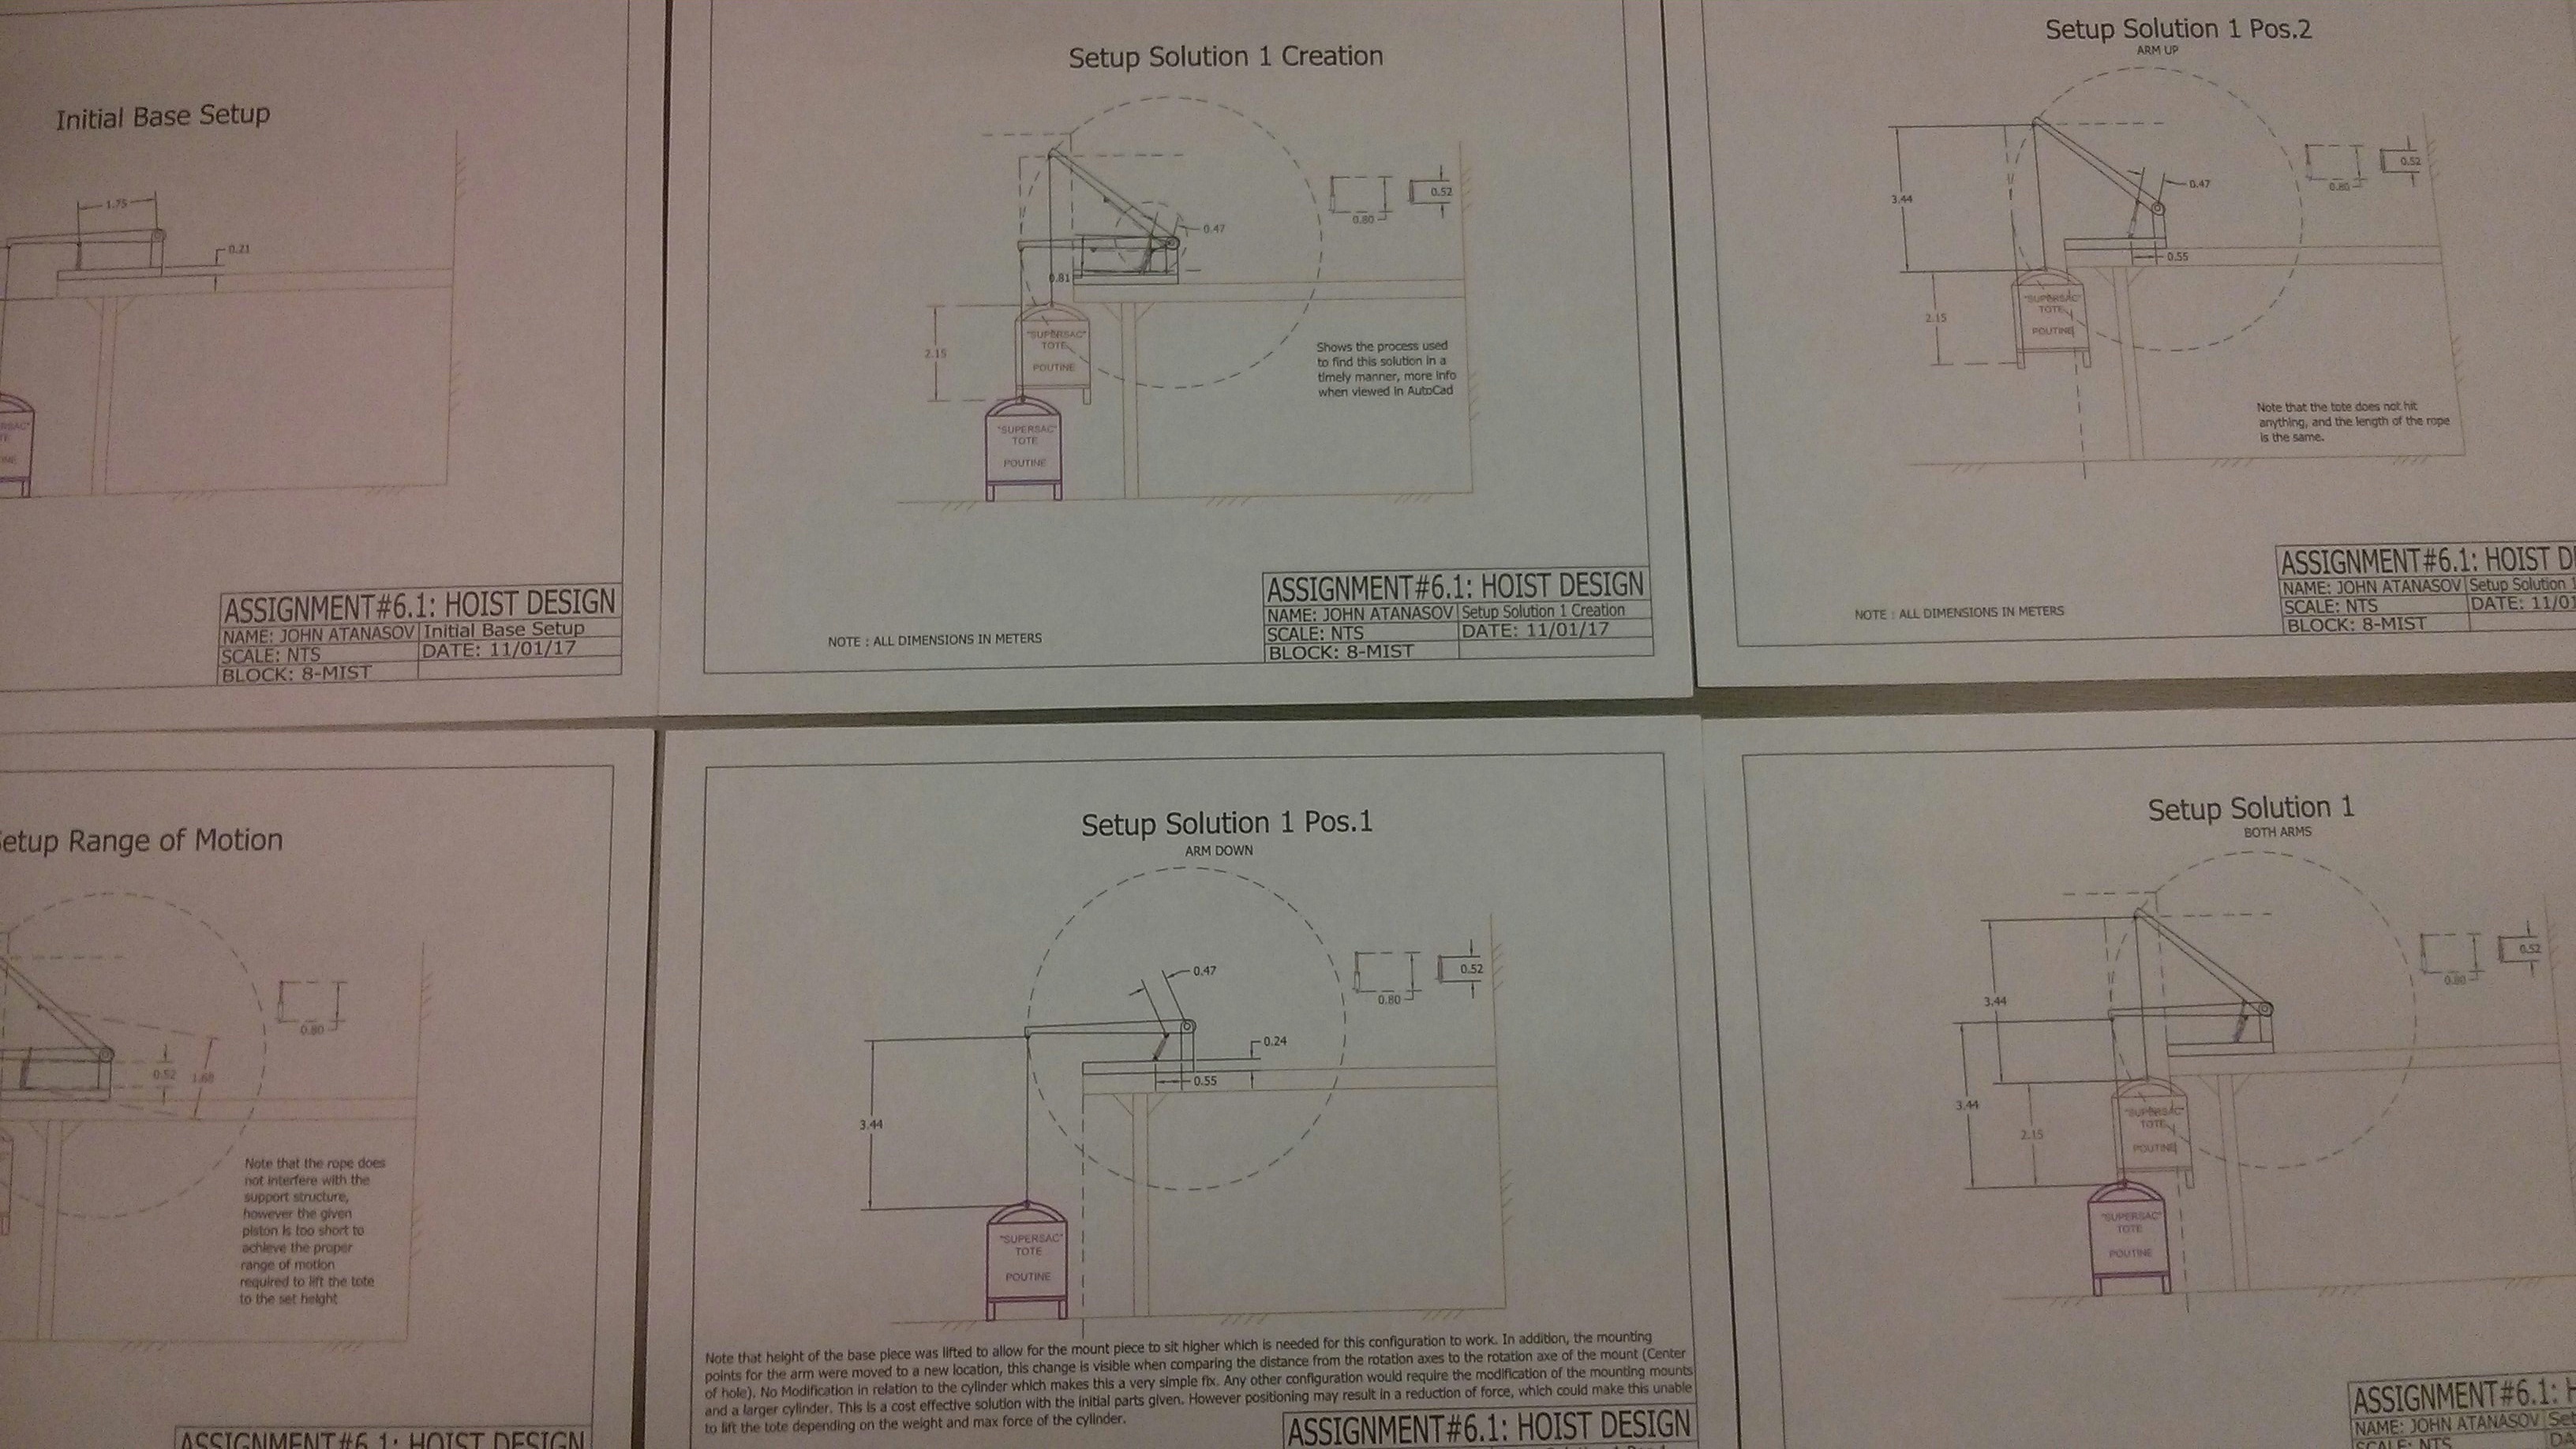 Initial Base Setup
1.75
0.21
ASSIGNMENT#6.1: HOIST DESIGN
NAME: JOHN ATANASOV Initial Base Setup
SCALE: NTS DATE: 11/01/17
BLOCK: 8-MIST
Setup Solution 1 Creation
0.52
0.80
0.47
0.81
2.15
"SUPERSAC"
TOTE
POUTINE
"SUPERSAC"
TOTE
POUTINE
Shows the process used
to find this solution in a
timely manner, more info
when viewed in AutoCad
NOTE : ALL DIMENSIONS IN METERS
ASSIGNMENT#6.1: HOIST DESIGN
NAME: JOHN ATANASOV Setup Solution 1 Creation
SCALE: NTS DATE: 11/01/17
BLOCK: 8-MIST
Setup Solution 1 Pos.2
ARM UP
0.52
0.80
0.47
3.44
0.55
2.15
"SUPERSAC"
TOTE
POUTINE
Note that the tote does not hit
anything, and the length of the rope
is the same.
NOTE : ALL DIMENSIONS IN METERS
ASSIGNMENT#6.1: HOIST D
NAME: JOHN ATANASOV Setup Solution 1
SCALE: NTS DATE: 11/01
BLOCK: 8-MIST
Setup Range of Motion
0.80
0.52
1.68
Note that the rope does
not interfere with the
support structure,
however the given
piston is too short to
achieve the proper
range of motion
required to lift the tote
to the set height
ASSIGNMENT#6.1: HOIST DESIGN
Setup Solution 1 Pos.1
ARM DOWN
0.47
0.52
0.80
0.24
0.55
3.44
"SUPERSAC"
TOTE
POUTINE
Note that height of the base piece was lifted to allow for the mount piece to sit higher which is needed for this configuration to work. In addition, the mounting
points for the arm were moved to a new location, this change is visible when comparing the distance from the rotation axes to the rotation axe of the mount (Center
of hole). No Modification in relation to the cylinder which makes this a very simple fix. Any other configuration would require the modification of the mounting mounts
and a larger cylinder. This is a cost effective solution with the initial parts given. However positioning may result in a reduction of force, which could make this unable
to lift the tote depending on the weight and max force of the cylinder.
ASSIGNMENT#6.1: HOIST DESIGN
Setup Solution 1
BOTH ARMS
0.52
0.80
3.44
3.44
2.15
"SUPERSAC"
TOTE
POUTINE
"SUPERSAC"
TOTE
POUTINE
ASSIGNMENT#6.1: H
NAME: JOHN ATANASOV Set
SCALE: NTS DA